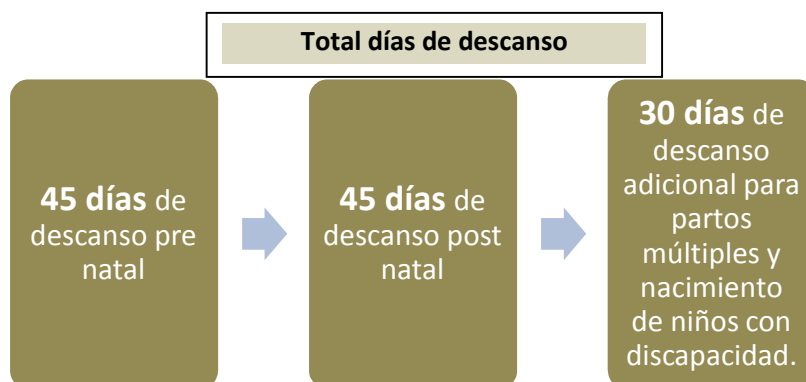 Total días de descanso
45 días de
descanso pre
natal
45 días de
descanso post
natal
30 días de
descanso
adicional para
partos
múltiples y
nacimiento
de niños con
discapacidad.